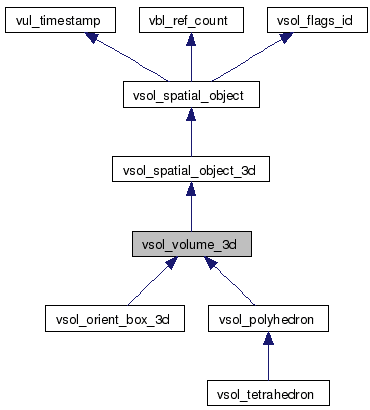 vul_timestamp
vbl_ref_count
vsol_flags_id
vsol_spatial_object
vsol_spatial_object_3d
vsol_volume_3d
vsol_orient_box_3d
vsol_polyhedron
vsol_tetrahedron